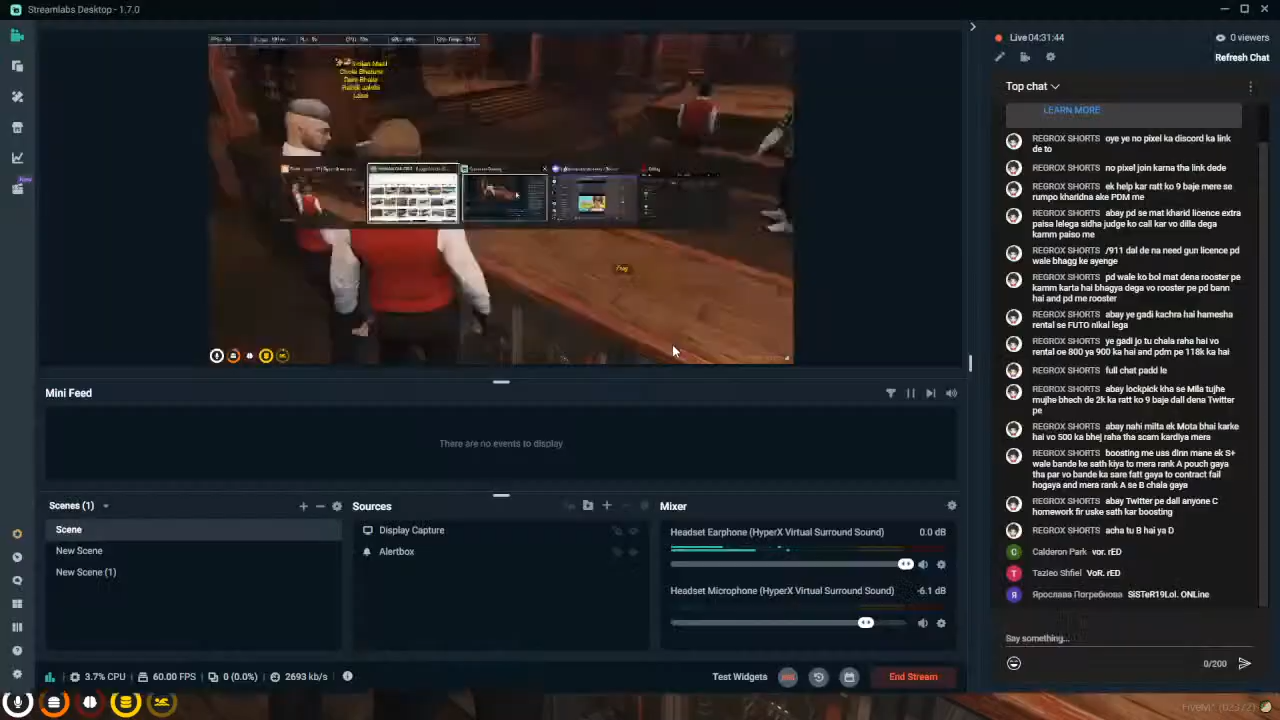 Streamlabs Desktop - 1.7.0
Live 04:31:44
0 viewers
Refresh Chat
Top chat
LEARN MORE
REGROX SHORTS oye ye no pixel ka discord ka link
de to
REGROX SHORTS no pixel join karna tha link dede
REGROX SHORTS ek help kar ratt ko 9 baje mere se
rumpo kharidna ake PDM me
REGROX SHORTS abay pd se mat kharid licence extra
paisa lelega sidha judge ko call kar vo dilla dega
kamm paiso me
REGROX SHORTS /911 dal de na need gun licence pd
wale bhagg ke ayenge
REGROX SHORTS pd wale ko bol mat dena rooster pe
kamm karta hai bhagya dega vo rooster pe pd bann
hai and pd me rooster
REGROX SHORTS abay ye gadi kachra hai hamesha
rental se FUTO nikal lega
REGROX SHORTS ye gadi jo tu chala raha hai vo
rental oe 800 ya 900 ka hai and pdm pe 118k ka hai
REGROX SHORTS full chat padd le
REGROX SHORTS abay lockpick kha se Mila tujhe
mujhe bhech de 2k ka ratt ko 9 baje dall dena Twitter
pe
REGROX SHORTS abay nahi milta ek Mota bhai karke
hai vo 500 ka bhej raha tha scam kardiya mera
REGROX SHORTS boosting me uss dinn mane ek S+
wale bande ke sath kiya to mera rank A pouch gaya
tha par vo bande ka sare fatt gaya to contract fail
hogaya and mera rank A se B chala gaya
REGROX SHORTS abay Twitter pe dall anyone C
homework fir uske sath kar boosting
REGROX SHORTS acha tu B hai ya D
Calderon Park vor. rED
Tazleo Shfiel VoR. rED
Ярослава Погребнова SiSTeR19Lol. ONLine
Say something...
0/200
Mini Feed
There are no events to display
Scenes (1)
Scene
New Scene
New Scene (1)
Sources
Display Capture
Alertbox
Mixer
Headset Earphone (HyperX Virtual Surround Sound) 0.0 dB
Headset Microphone (HyperX Virtual Surround Sound) -6.1 dB
3.7% CPU
60.00 FPS
0 (0.0%)
2693 kb/s
Test Widgets
End Stream